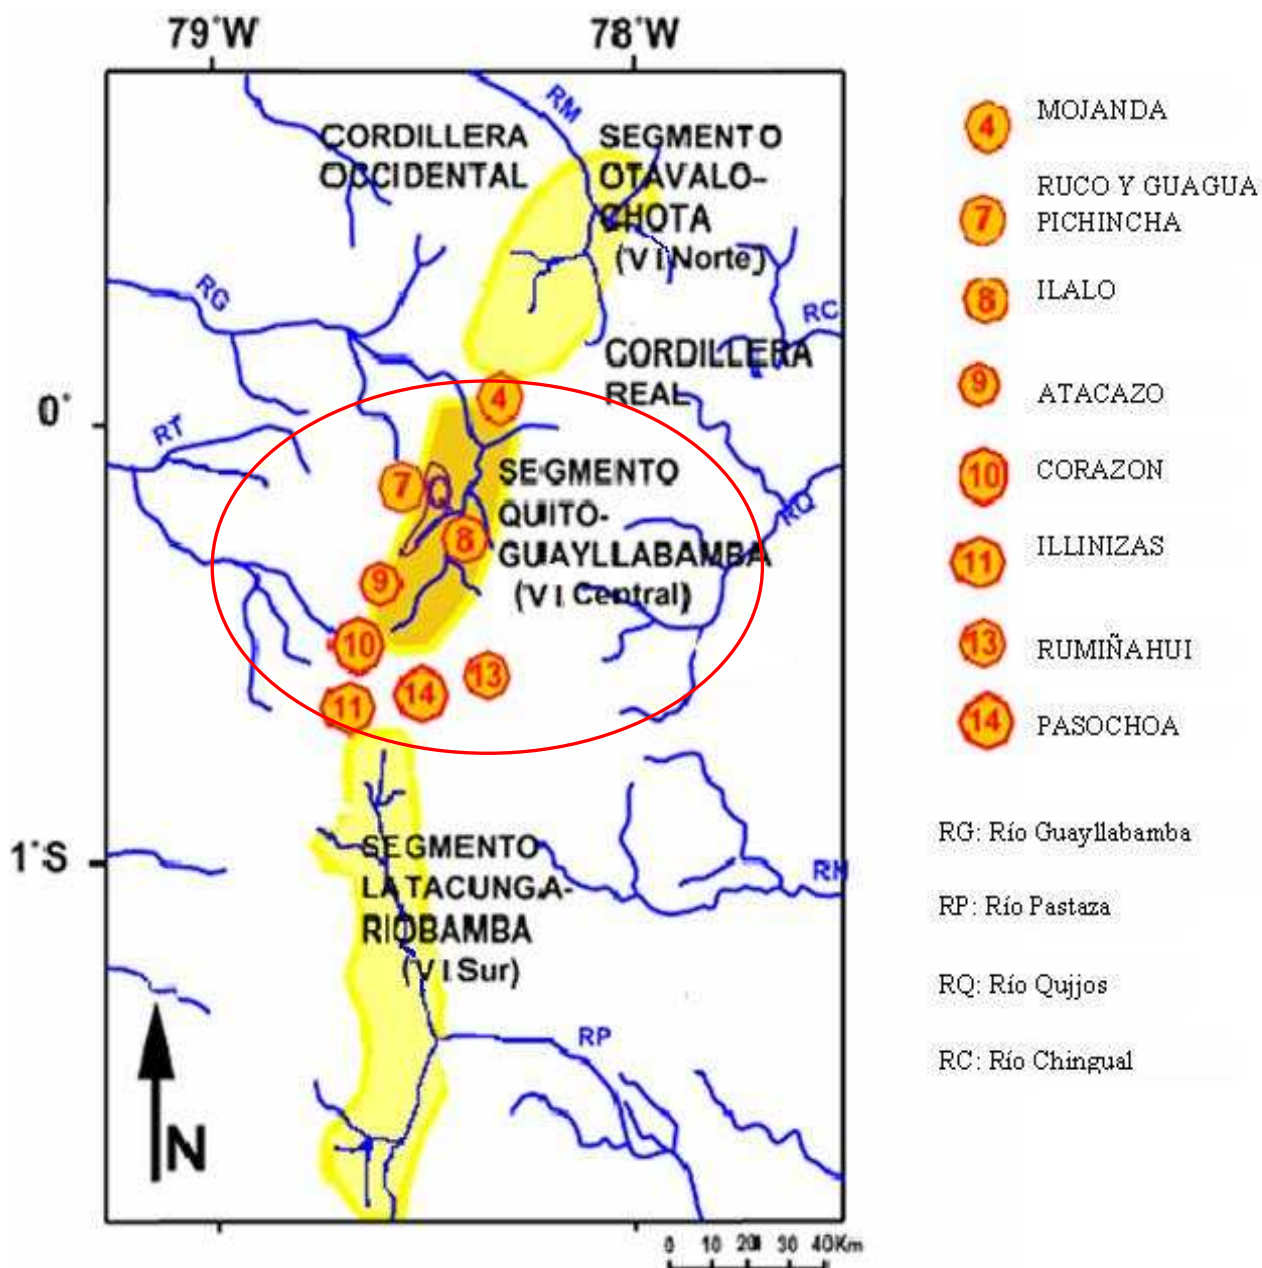 79°W
78°W
RM
CORDILLERA
OCCIDENTAL
SEGMENTO
OTAVALO-
CHOTA
(V I Norte)
RG
RC
CORDILLERA
REAL
0°
4
RT
7
Q
SEGMENTO
QUITO-
GUAYLLABAMBA
(V I Central)
RQ
8
9
10
13
14
11
1°S
SEGMENTO
LATACUNGA-
RIOBAMBA
(V I Sur)
RN
RP
N
0 10 20 30 40Km
4 MOJANDA
7 RUCO Y GUAGUA
PICHINCHA
8 ILALO
9 ATACAZO
10 CORAZON
11 ILLINIZAS
13 RUMIÑAHUI
14 PASOCHOA
RG: Río Guayllabamba
RP: Río Pastaza
RQ: Río Qujjos
RC: Río Chingual